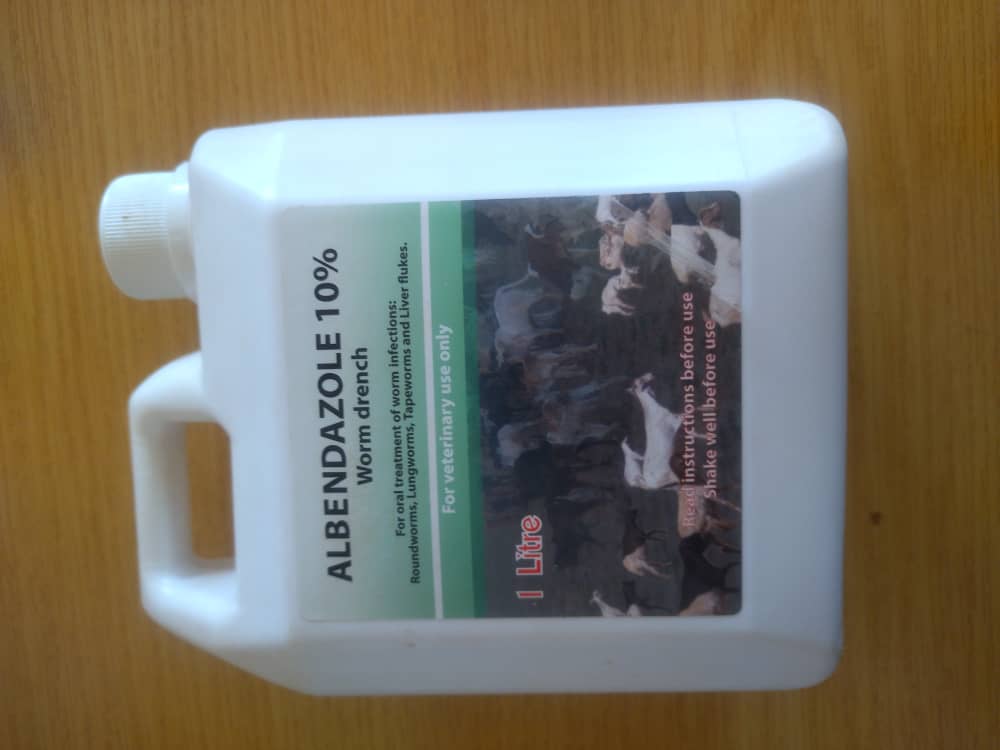 ALBENDAZOLE 10%
Worm drench
For oral treatment of worm infections:
Roundworms, Lungworms, Tapeworms and Liver flukes.
For veterinary use only
1 Litre
Read instructions before use
Shake well before use